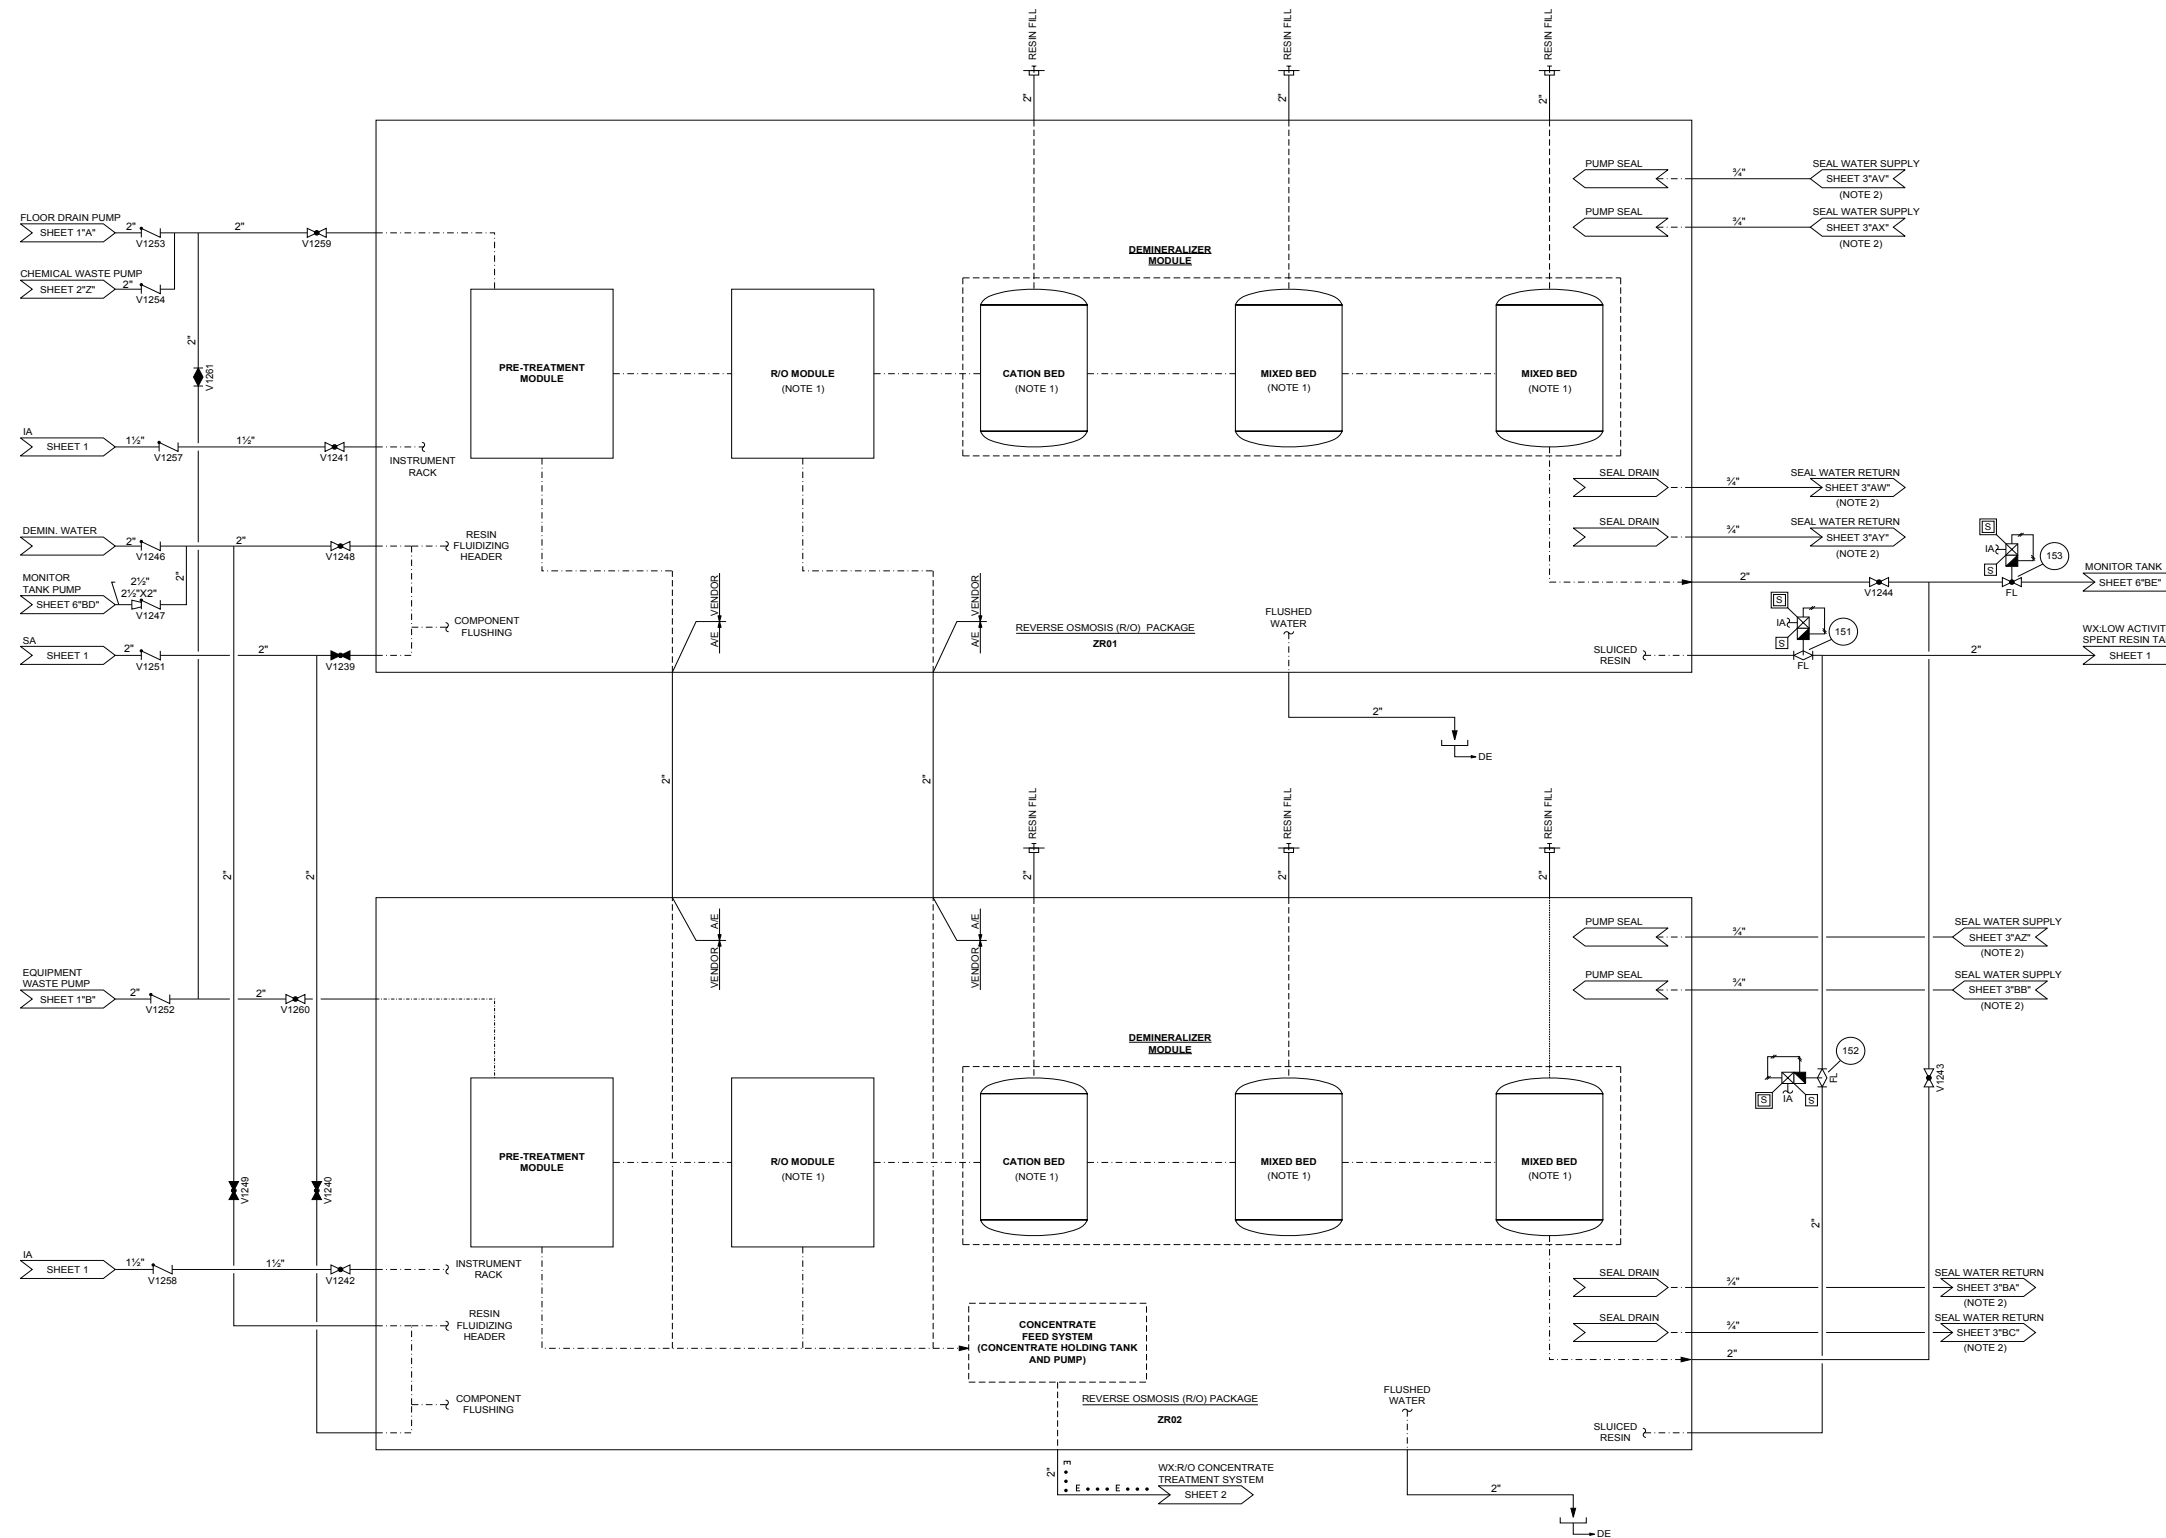 RESIN FILL
RESIN FILL
RESIN FILL
2"
2"
2"
PUMP SEAL
¾"
SEAL WATER SUPPLY
SHEET 3"AV"
(NOTE 2)
PUMP SEAL
¾"
SEAL WATER SUPPLY
SHEET 3"AX"
(NOTE 2)
FLOOR DRAIN PUMP
SHEET 1"A"
2"
V1253
2"
V1259
CHEMICAL WASTE PUMP
SHEET 2"Z"
2"
V1254
2"
V1261
DEMINERALIZER
MODULE
PRE-TREATMENT
MODULE
R/O MODULE
(NOTE 1)
CATION BED
(NOTE 1)
MIXED BED
(NOTE 1)
MIXED BED
(NOTE 1)
IA
SHEET 1
1½"
V1257
1½"
V1241
INSTRUMENT
RACK
SEAL DRAIN
¾"
SEAL WATER RETURN
SHEET 3"AW"
(NOTE 2)
SEAL DRAIN
¾"
SEAL WATER RETURN
SHEET 3"AY"
(NOTE 2)
DEMIN. WATER
2"
V1246
2"
V1248
RESIN
FLUIDIZING
HEADER
MONITOR
TANK PUMP
SHEET 6"BD"
2½"
2½"X2"
V1247
2"
COMPONENT
FLUSHING
SA
SHEET 1
2"
V1251
2"
V1239
A/E
VENDOR
A/E
VENDOR
REVERSE OSMOSIS (R/O) PACKAGE
ZR01
FLUSHED
WATER
2"
DE
2"
V1244
S
IA
S
153
FL
MONITOR TANK
SHEET 6"BE"
SLUICED
RESIN
S
IA
S
151
FL
2"
WX:LOW ACTIVIT
SPENT RESIN TA
SHEET 1
2"
2"
2"
2"
RESIN FILL
RESIN FILL
RESIN FILL
2"
2"
2"
VENDOR
A/E
VENDOR
A/E
PUMP SEAL
¾"
SEAL WATER SUPPLY
SHEET 3"AZ"
(NOTE 2)
PUMP SEAL
¾"
SEAL WATER SUPPLY
SHEET 3"BB"
(NOTE 2)
EQUIPMENT
WASTE PUMP
SHEET 1"B"
2"
V1252
2"
V1260
DEMINERALIZER
MODULE
152
FL
S
IA
S
V1243
PRE-TREATMENT
MODULE
R/O MODULE
(NOTE 1)
CATION BED
(NOTE 1)
MIXED BED
(NOTE 1)
MIXED BED
(NOTE 1)
V1249
V1240
2"
IA
SHEET 1
1½"
V1258
1½"
V1242
INSTRUMENT
RACK
RESIN
FLUIDIZING
HEADER
COMPONENT
FLUSHING
CONCENTRATE
FEED SYSTEM
(CONCENTRATE HOLDING TANK
AND PUMP)
SEAL DRAIN
¾"
SEAL WATER RETURN
SHEET 3"BA"
(NOTE 2)
SEAL DRAIN
¾"
SEAL WATER RETURN
SHEET 3"BC"
(NOTE 2)
2"
REVERSE OSMOSIS (R/O) PACKAGE
ZR02
FLUSHED
WATER
SLUICED
RESIN
2"
E
E
E
WX:R/O CONCENTRATE
TREATMENT SYSTEM
SHEET 2
2"
DE